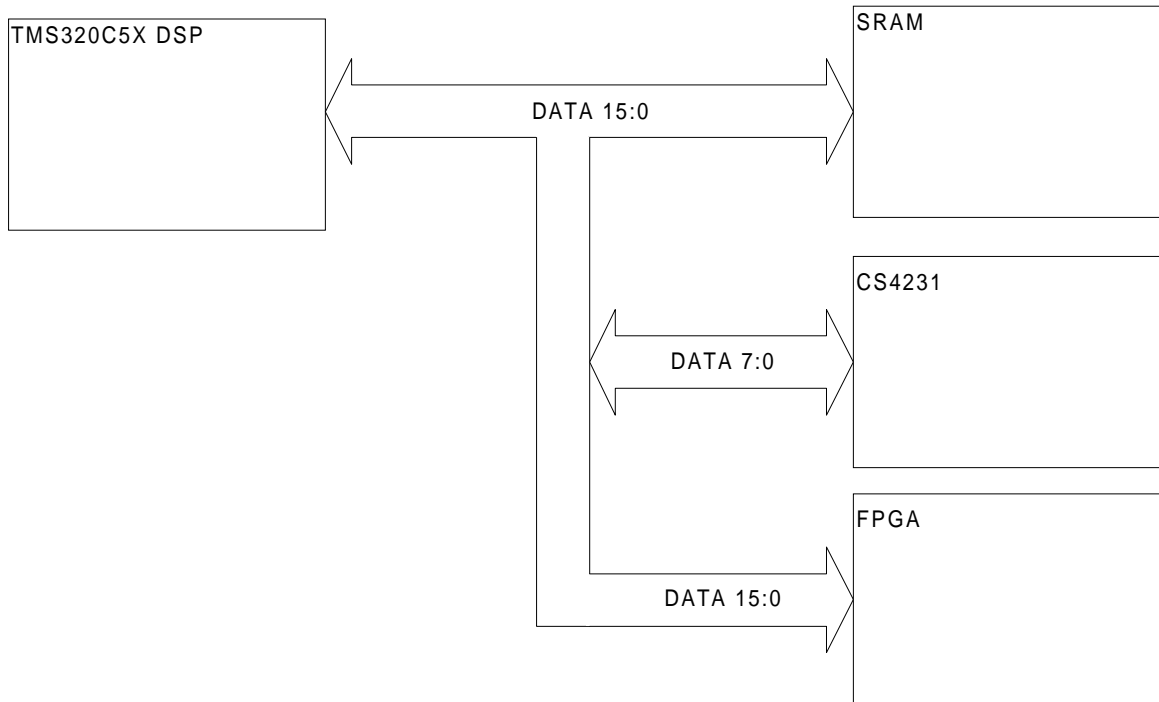 TMS320C5X DSP
SRAM
DATA 15:0
CS4231
DATA 7:0
FPGA
DATA 15:0